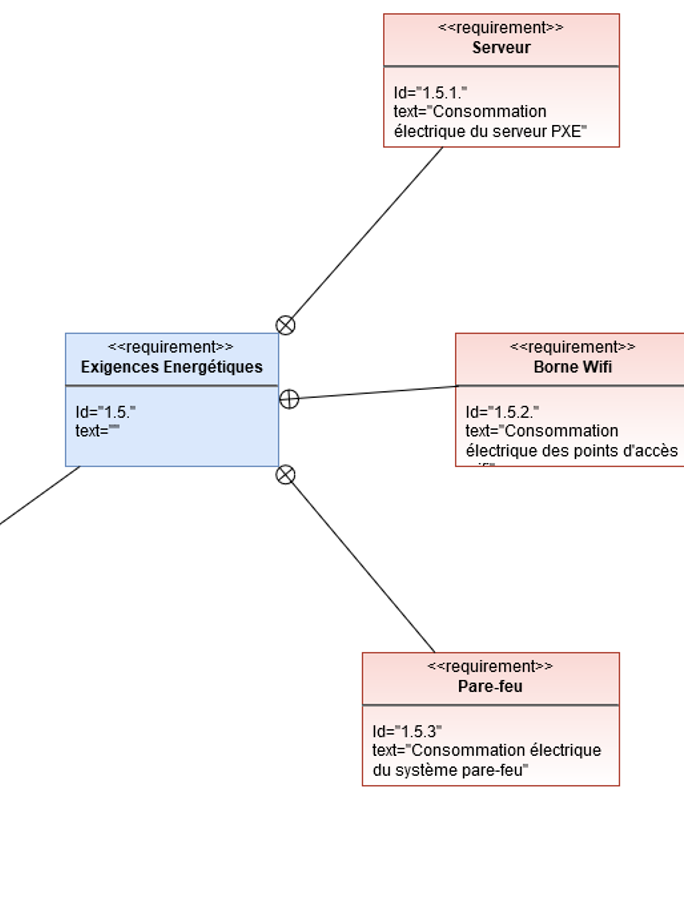 <<requirement>>
Serveur
Id="1.5.1."
text="Consommation
électrique du serveur PXE"
<<requirement>>
Exigences Energétiques
Id="1.5."
text=""
<<requirement>>
Borne Wifi
Id="1.5.2."
text="Consommation
électrique des points d'accès
<<requirement>>
Pare-feu
Id="1.5.3"
text="Consommation électrique
du système pare-feu"